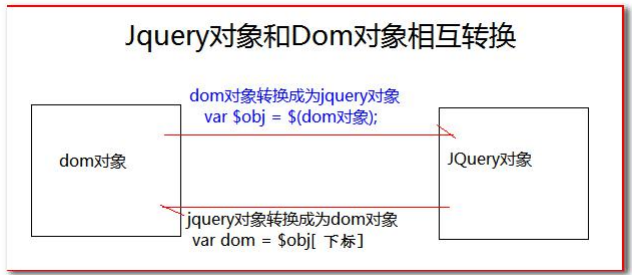 Jquery对象和Dom对象相互转换
dom对象转换成为jquery对象
var $obj = $(dom对象);
dom对象
JQuery对象
jquery对象转换成为dom对象
var dom = $obj[ 下标]